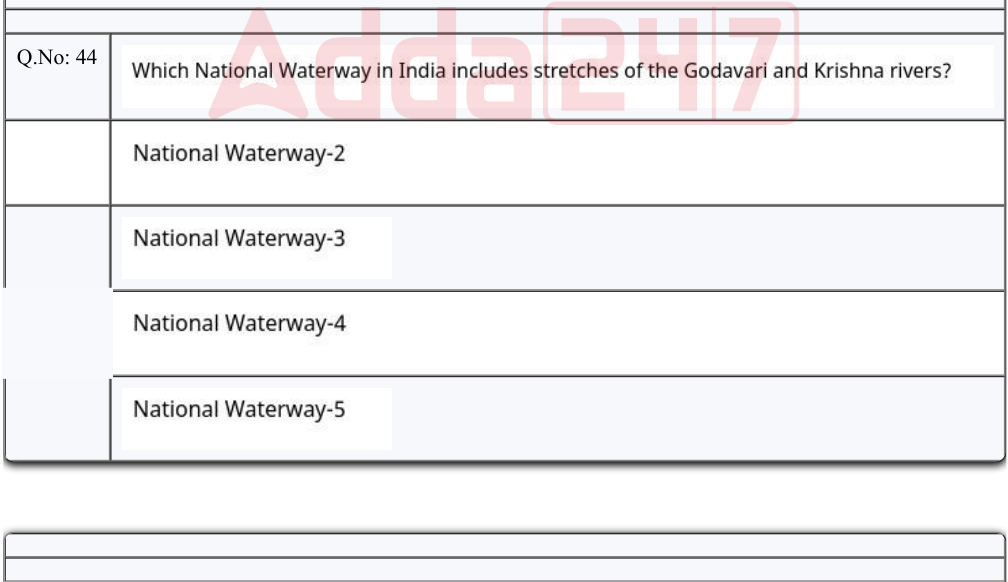 Adda247
Q.No: 44
Which National Waterway in India includes stretches of the Godavari and Krishna rivers?
National Waterway-2
National Waterway-3
National Waterway-4
National Waterway-5